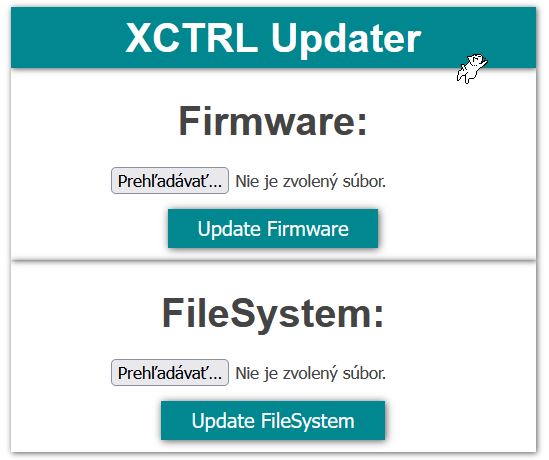 XCTRL Updater
Firmware:
Prehľadávať... Nie je zvolený súbor.
Update Firmware
FileSystem:
Prehľadávať... Nie je zvolený súbor.
Update FileSystem